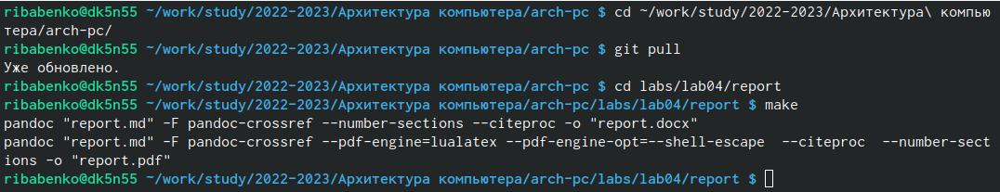 ribabenko@dk5n55 ~/work/study/2022-2023/Архитектура компьютера/arch-pc $ cd ~/work/study/2022-2023/Архитектура\ компью
тера/arch-pc/
ribabenko@dk5n55 ~/work/study/2022-2023/Архитектура компьютера/arch-pc $ git pull
Уже обновлено.
ribabenko@dk5n55 ~/work/study/2022-2023/Архитектура компьютера/arch-pc $ cd labs/lab04/report
ribabenko@dk5n55 ~/work/study/2022-2023/Архитектура компьютера/arch-pc/labs/lab04/report $ make
pandoc "report.md" -F pandoc-crossref --number-sections --citeproc -o "report.docx"
pandoc "report.md" -F pandoc-crossref --pdf-engine=lualatex --pdf-engine-opt=--shell-escape  --citeproc  --number-sect
ions -o "report.pdf"
ribabenko@dk5n55 ~/work/study/2022-2023/Архитектура компьютера/arch-pc/labs/lab04/report $